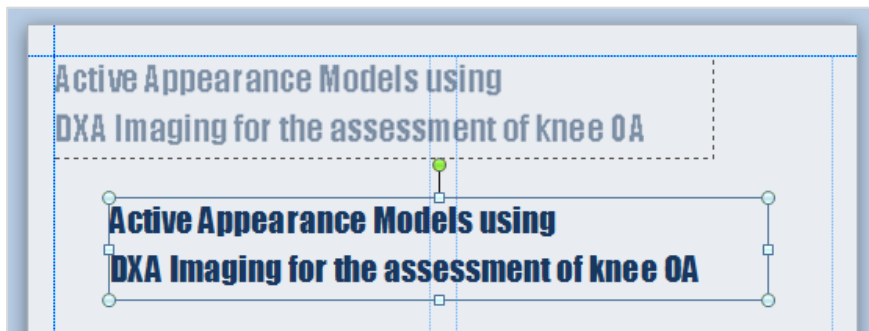 Active Appearance Models using
DXA Imaging for the assessment of knee OA
Active Appearance Models using
DXA Imaging for the assessment of knee OA